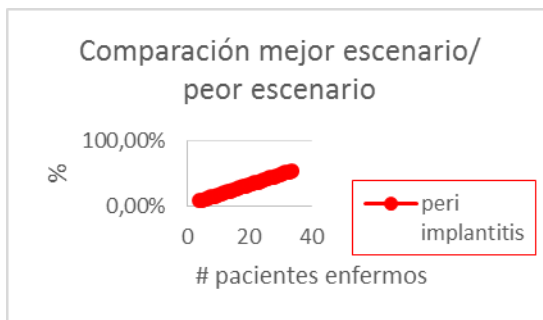 Comparación mejor escenario/
peor escenario
100,00%
%
0,00%
0 20 40
# pacientes enfermos
peri
implantitis